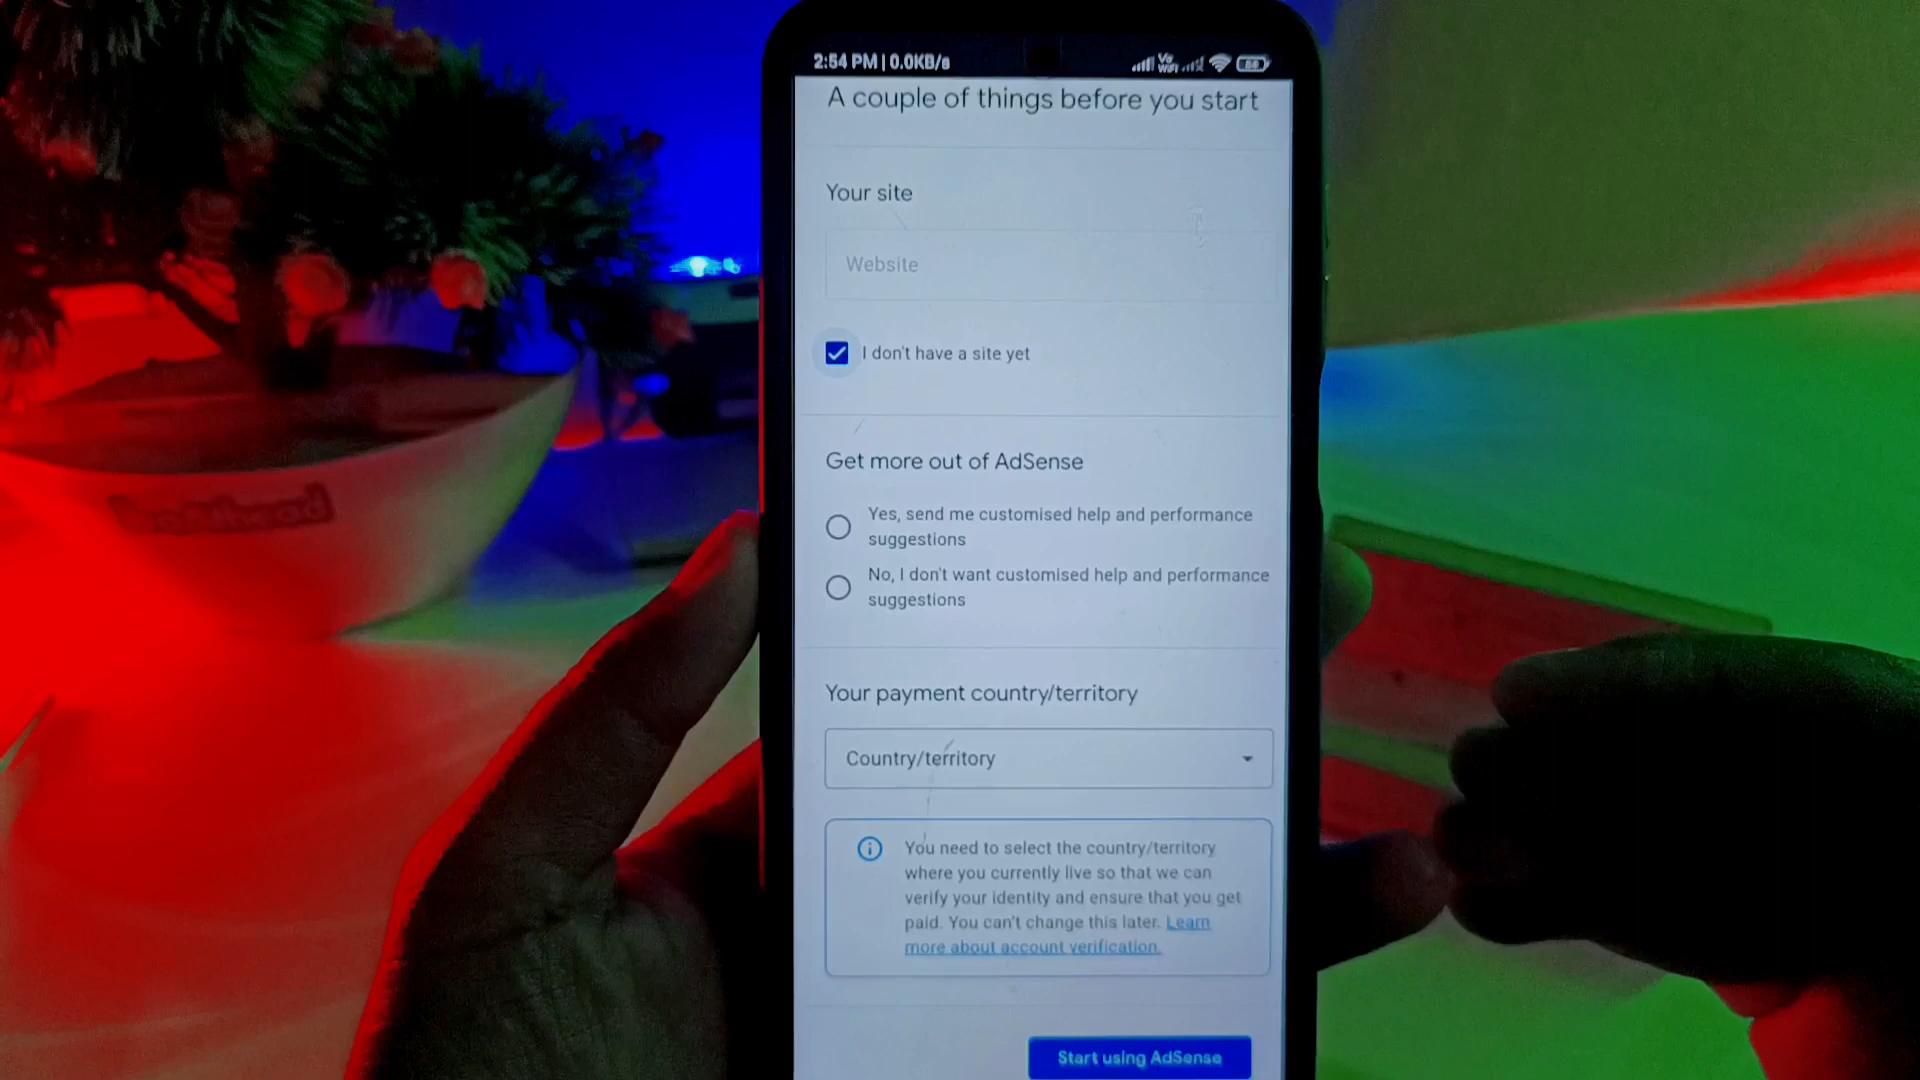 2:54 PM | 0.0KB/s
Vo
WiFi
A couple of things before you start
Your site
Website
I don't have a site yet
Get more out of AdSense
Yes, send me customised help and performance
suggestions
No, I don't want customised help and performance
suggestions
Your payment country/territory
Country/territory
You need to select the country/territory
where you currently live so that we can
verify your identity and ensure that you get
paid. You can't change this later. Learn
more about account verification.
Start using AdSense